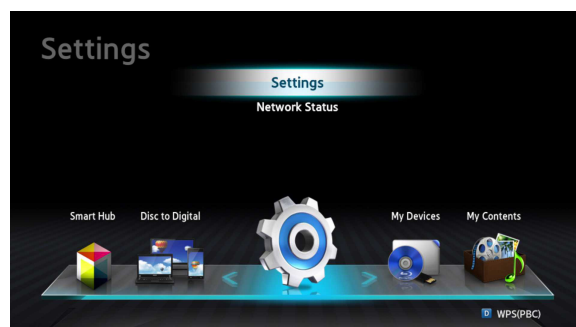 Settings
Settings
Network Status
Smart Hub
Disc to Digital
My Devices
My Contents
D WPS(PBC)